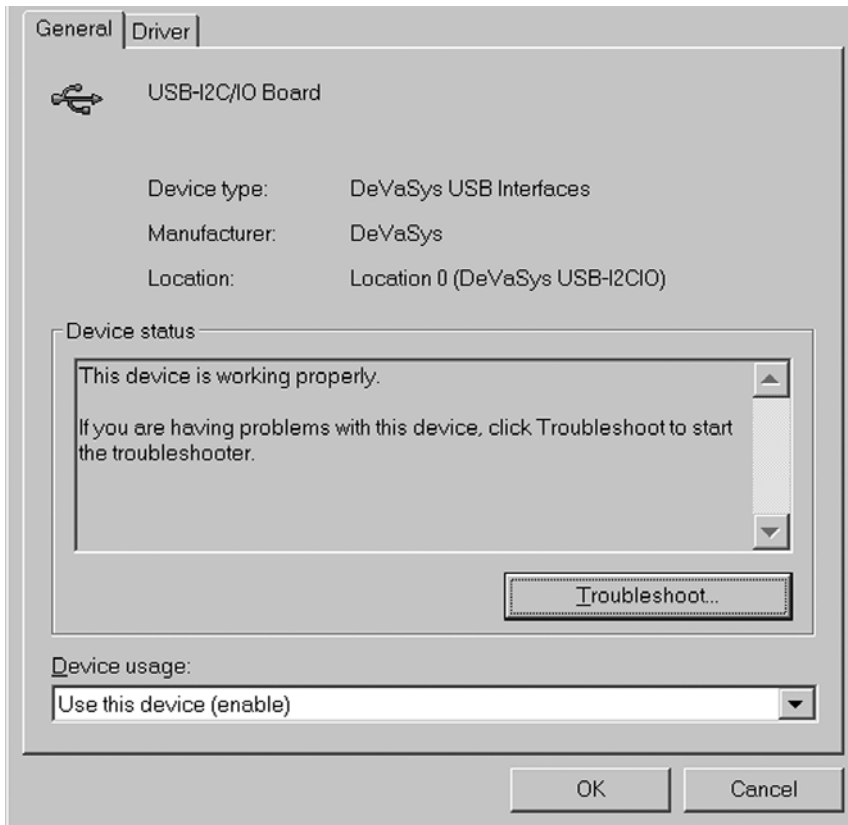 General Driver
USB-I2C/IO Board
Device type: DeVaSys USB Interfaces
Manufacturer: DeVaSys
Location: Location 0 (DeVaSys USB-I2CIO)
Device status
This device is working properly.
If you are having problems with this device, click Troubleshoot to start
the troubleshooter.
Troubleshoot...
Device usage:
Use this device (enable)
OK Cancel